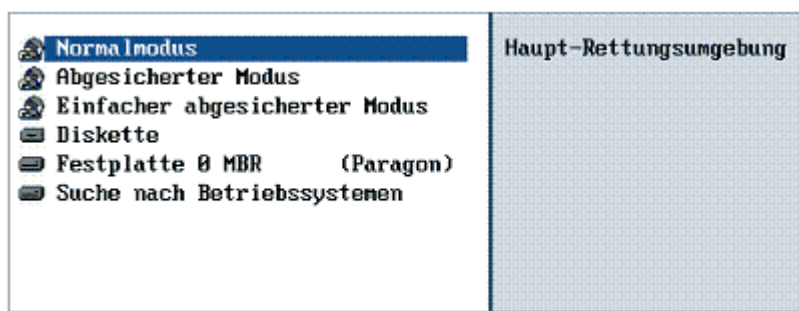 Normalmodus
Abgesicherter Modus
Einfacher abgesicherter Modus
Diskette
Festplatte 0 MBR (Paragon)
Suche nach Betriebssystemen
Haupt-Rettungsumgebung